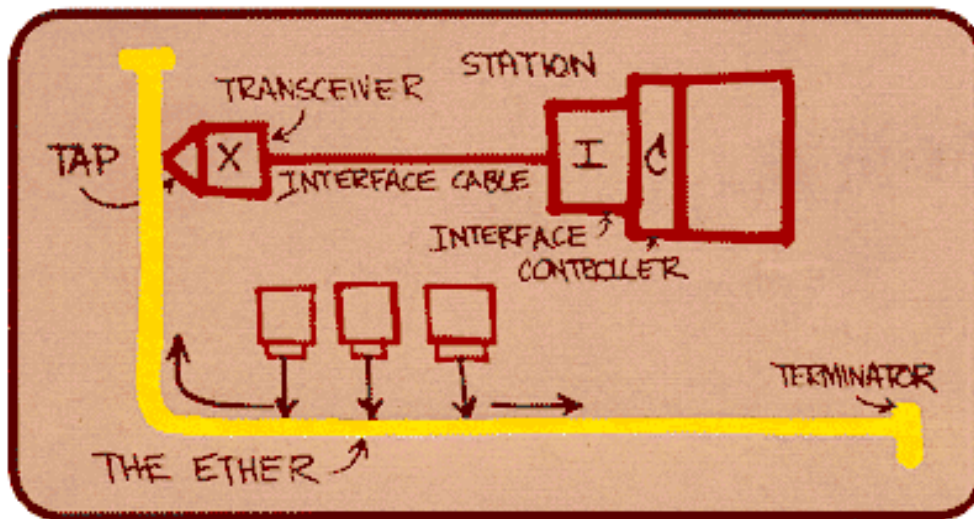 STATION
TRANSCEIVER
TAP
X
I
C
INTERFACE CABLE
INTERFACE
CONTROLLER
TERMINATOR
THE ETHER